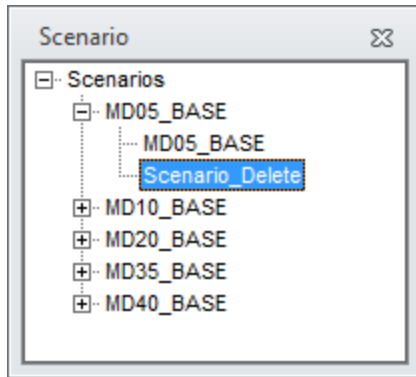 Scenario
Scenarios
MD05_BASE
MD05_BASE
Scenario_Delete
MD10_BASE
MD20_BASE
MD35_BASE
MD40_BASE